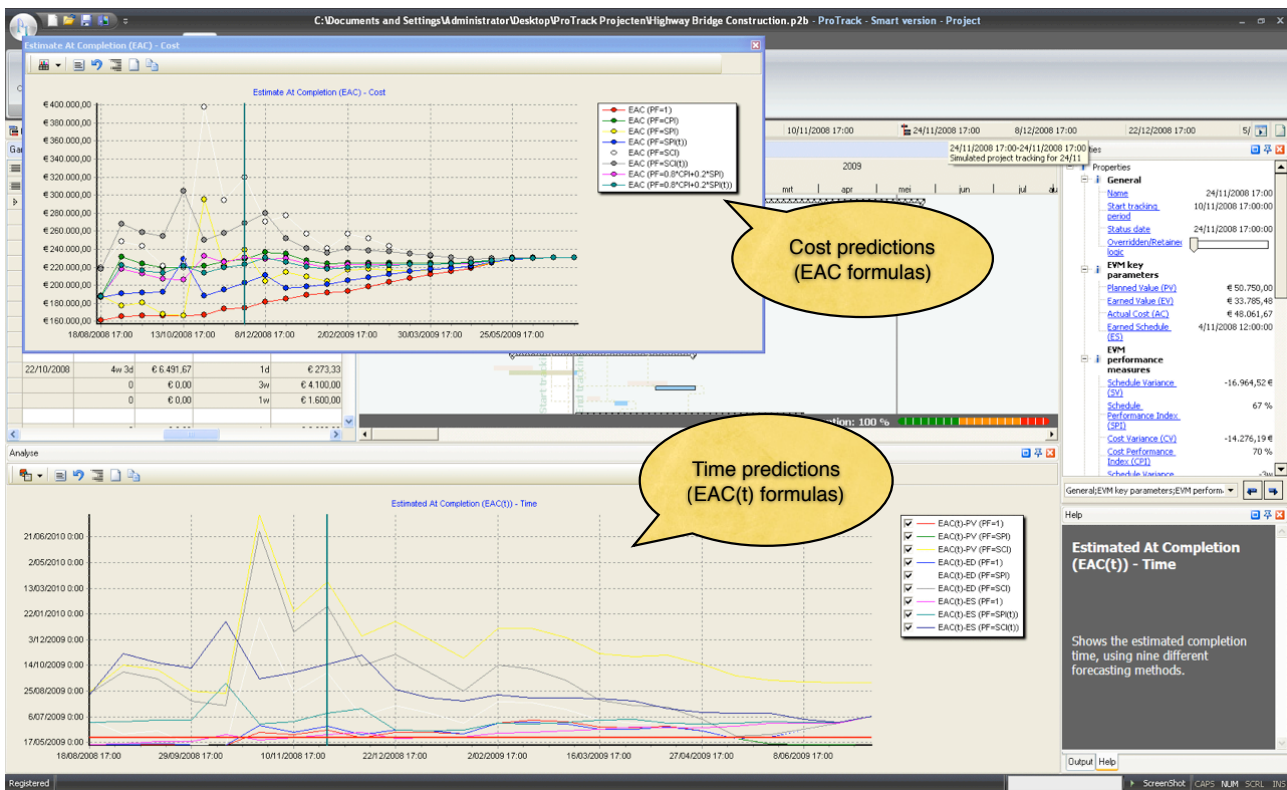 C:\Documents and Settings\Administrator\Desktop\ProTrack Projecten\Highway Bridge Construction.p2b - ProTrack - Smart version - Project
Estimate At Completion (EAC) - Cost
Estimate At Completion (EAC) - Cost
€ 400.000,00
€ 380.000,00
€ 360.000,00
€ 340.000,00
€ 320.000,00
€ 300.000,00
€ 280.000,00
€ 260.000,00
€ 240.000,00
€ 220.000,00
€ 200.000,00
€ 180.000,00
€ 160.000,00
18/08/2008 17:00
13/10/2008 17:00
8/12/2008 17:00
2/02/2009 17:00
30/03/2009 17:00
25/05/2009 17:00
EAC (PF=1)
EAC (PF=CPI)
EAC (PF=SPI)
EAC (PF=SPI(t))
EAC (PF=SCI)
EAC (PF=SCI(t))
EAC (PF=0.8*CPI+0.2*SPI)
EAC (PF=0.8*CPI+0.2*SPI(t))
10/11/2008 17:00
24/11/2008 17:00
8/12/2008 17:00
22/12/2008 17:00
5/
24/11/2008 17:00-24/11/2008 17:00
Simulated project tracking for 24/11
2009
mrt
apr
mei
jun
jul
Cost predictions
(EAC formulas)
22/10/2008 4w 3d € 6.491,67 1d € 273,33
0 € 0,00 3w € 4.100,00
0 € 0,00 1w € 1.600,00
Start tracking
End tracking
100 %
Properties
General
Name 24/11/2008 17:00
Start tracking period 10/11/2008 17:00:00
Status date 24/11/2008 17:00:00
Overridden/Retained logic
EVM key parameters
Planned Value (PV) € 50.750,00
Earned Value (EV) € 33.785,48
Actual Cost (AC) € 48.061,67
Earned Schedule (ES) 4/11/2008 12:00:00
EVM performance measures
Schedule Variance (SV) -16.964,52 €
Schedule Performance Index (SPI) 67 %
Cost Variance (CV) -14.276,19 €
Cost Performance Index (CPI) 70 %
Schedule Variance -3w
General;EVM key parameters;EVM perform.
Analyse
Time predictions
(EAC(t) formulas)
Estimated At Completion (EAC(t)) - Time
21/06/2010 0:00
2/05/2010 0:00
13/03/2010 0:00
22/01/2010 0:00
3/12/2009 0:00
14/10/2009 0:00
25/08/2009 0:00
6/07/2009 0:00
17/05/2009 0:00
18/08/2008 17:00
29/09/2008 17:00
10/11/2008 17:00
22/12/2008 17:00
2/02/2009 17:00
16/03/2009 17:00
27/04/2009 17:00
8/06/2009 17:00
EAC(t)-PV (PF=1)
EAC(t)-PV (PF=SPI)
EAC(t)-PV (PF=SCI)
EAC(t)-ED (PF=1)
EAC(t)-ED (PF=SPI)
EAC(t)-ED (PF=SCI)
EAC(t)-ES (PF=1)
EAC(t)-ES (PF=SPI(t))
EAC(t)-ES (PF=SCI(t))
Help
Estimated At Completion
(EAC(t)) - Time
Shows the estimated completion
time, using nine different
forecasting methods.
Output Help
Registered
ScreenShot CAPS NUM SCRL INS